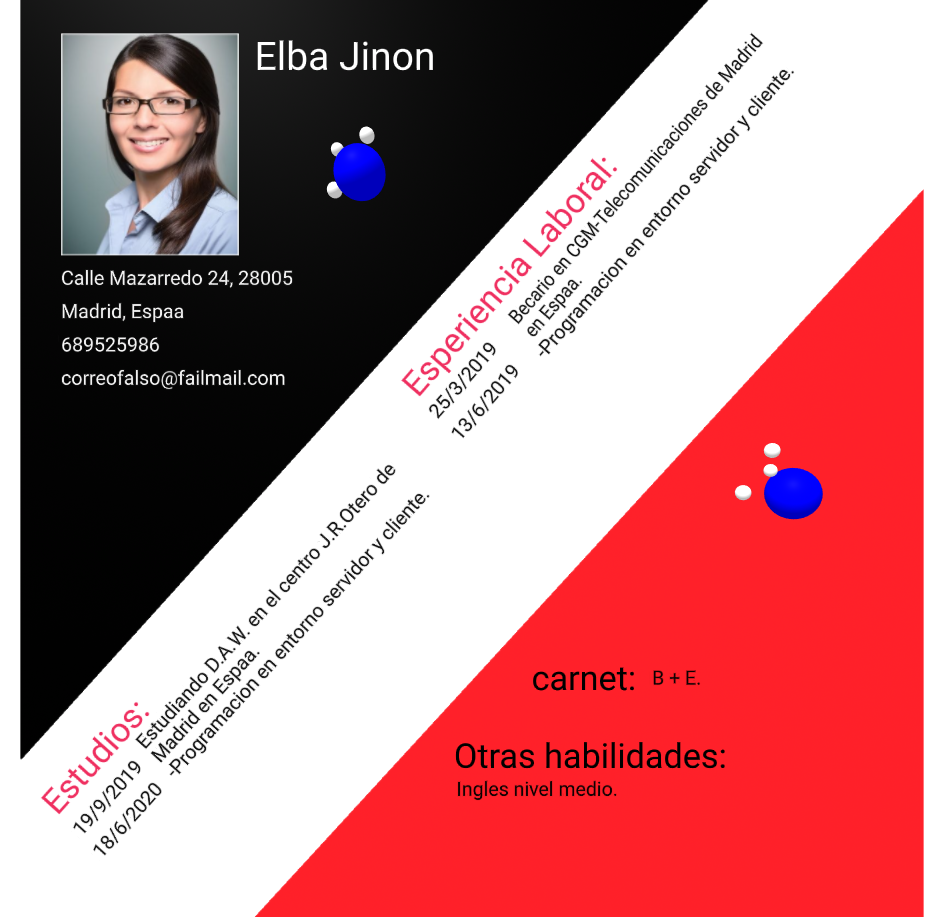 Elba Jinon
Calle Mazarredo 24, 28005
Madrid, Espaa
689525986
correofalso@failmail.com
Esperiencia Laboral:
25/3/2019
13/6/2019
Becario en CGM-Telecomunicaciones de Madrid
en Espaa.
-Programacion en entorno servidor y cliente.
Estudios:
19/9/2019
18/6/2020
Estudiando D.A.W. en el centro J.R.Otero de
Madrid en Espaa.
-Programacion en entorno servidor y cliente.
carnet: B + E.
Otras habilidades:
Ingles nivel medio.